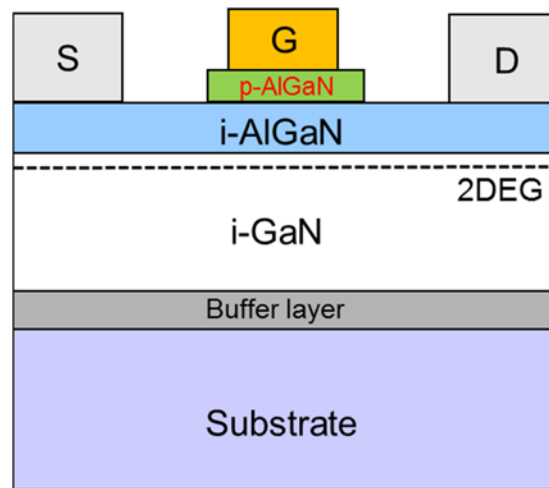 S
G
D
p-AlGaN
i-AlGaN
2DEG
i-GaN
Buffer layer
Substrate